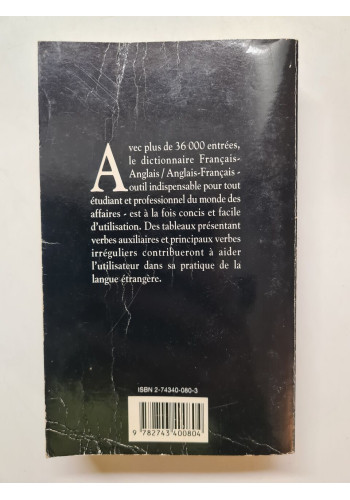 Avec plus de 36 000 entrées,
le dictionnaire Français-
Anglais / Anglais-Français -
outil indispensable pour tout
étudiant et professionnel du monde des
affaires - est à la fois concis et facile
d'utilisation. Des tableaux présentant
verbes auxiliaires et principaux verbes
irréguliers contribueront à aider
l'utilisateur dans sa pratique de la
langue étrangère.
ISBN 2-74340-080-3
9 782743 400804